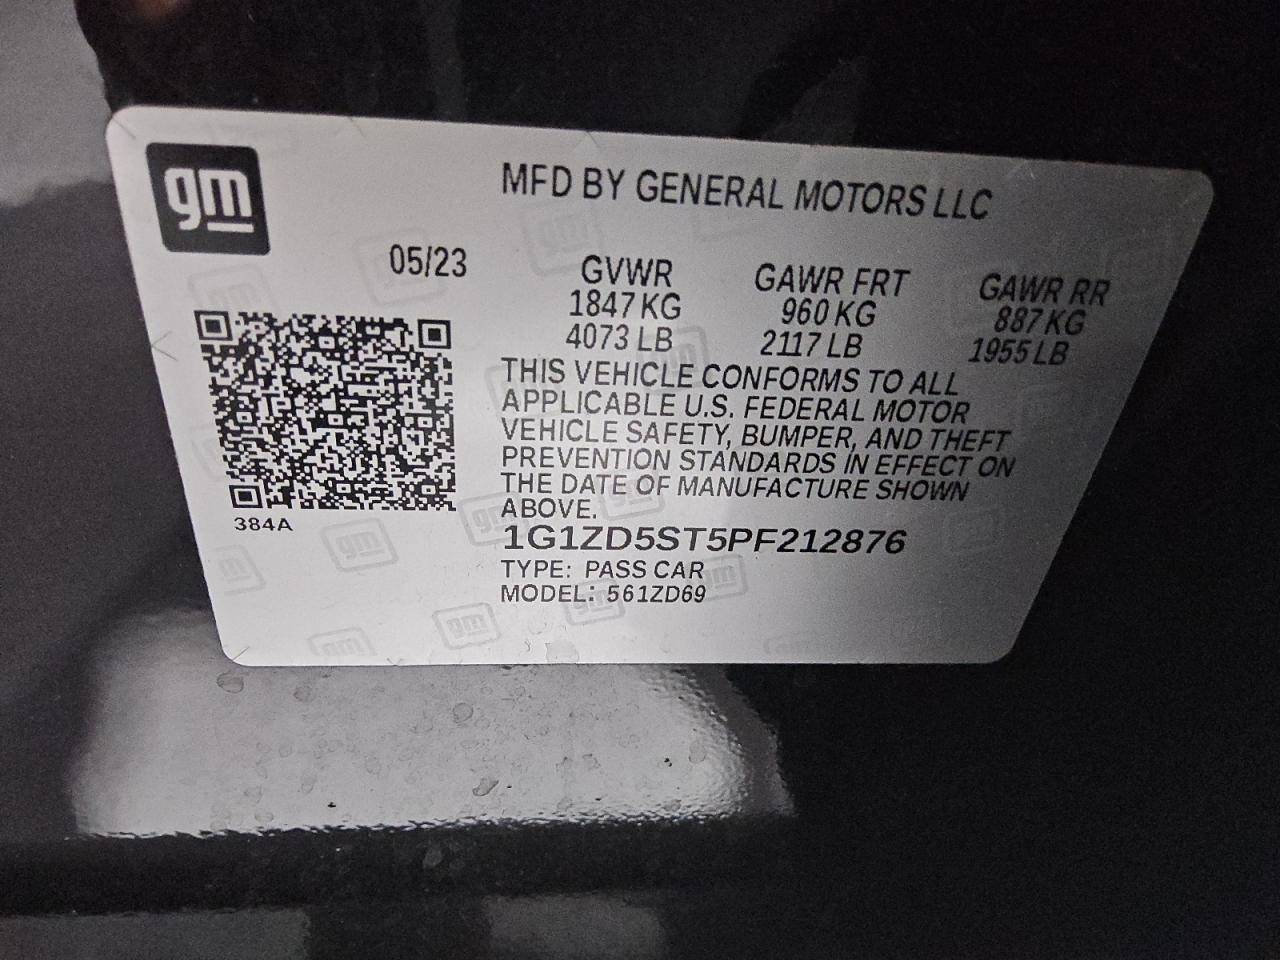 gm
MFD BY GENERAL MOTORS LLC
05/23
GVWR GAWR FRT GAWR RR
1847 KG 960 KG 887 KG
4073 LB 2117 LB 1955 LB
THIS VEHICLE CONFORMS TO ALL
APPLICABLE U.S. FEDERAL MOTOR
VEHICLE SAFETY, BUMPER, AND THEFT
PREVENTION STANDARDS IN EFFECT ON
THE DATE OF MANUFACTURE SHOWN
ABOVE.
384A
1G1ZD5ST5PF212876
TYPE: PASS CAR
MODEL: 561ZD69